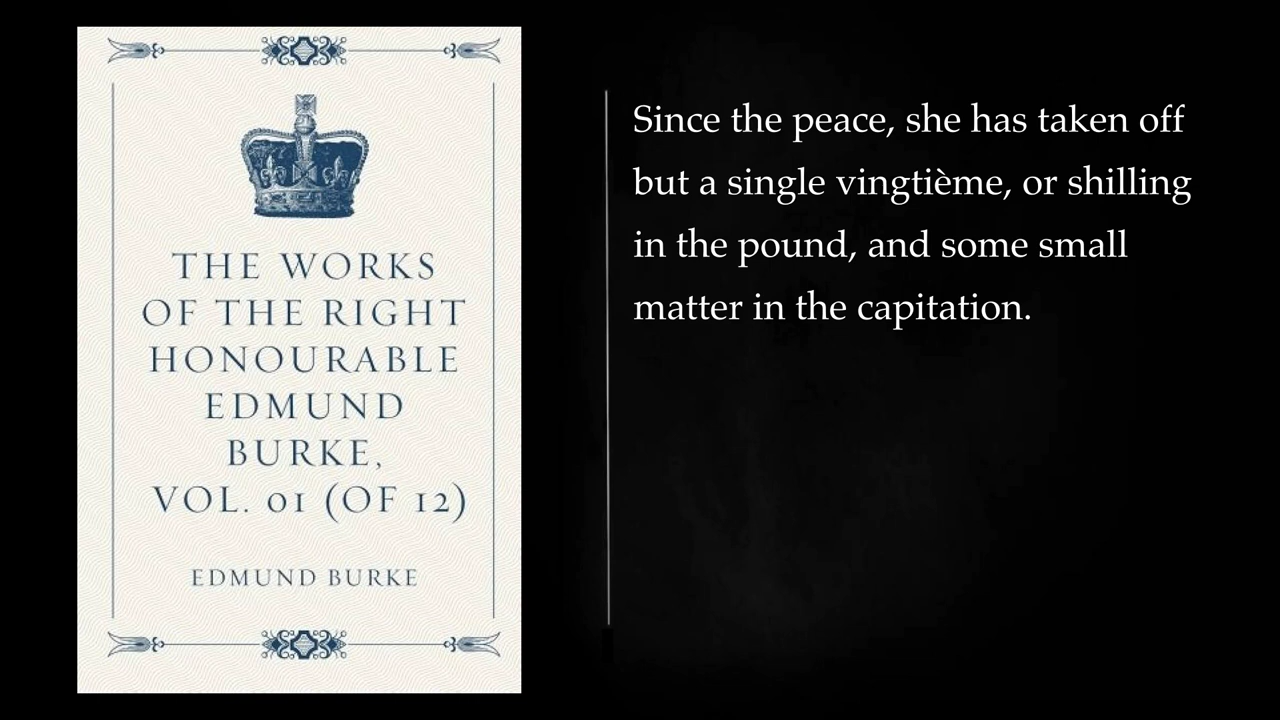 THE WORKS
OF THE RIGHT
HONOURABLE
EDMUND
BURKE,
VOL. 01 (OF 12)
EDMUND BURKE
Since the peace, she has taken off
but a single vingtième, or shilling
in the pound, and some small
matter in the capitation.